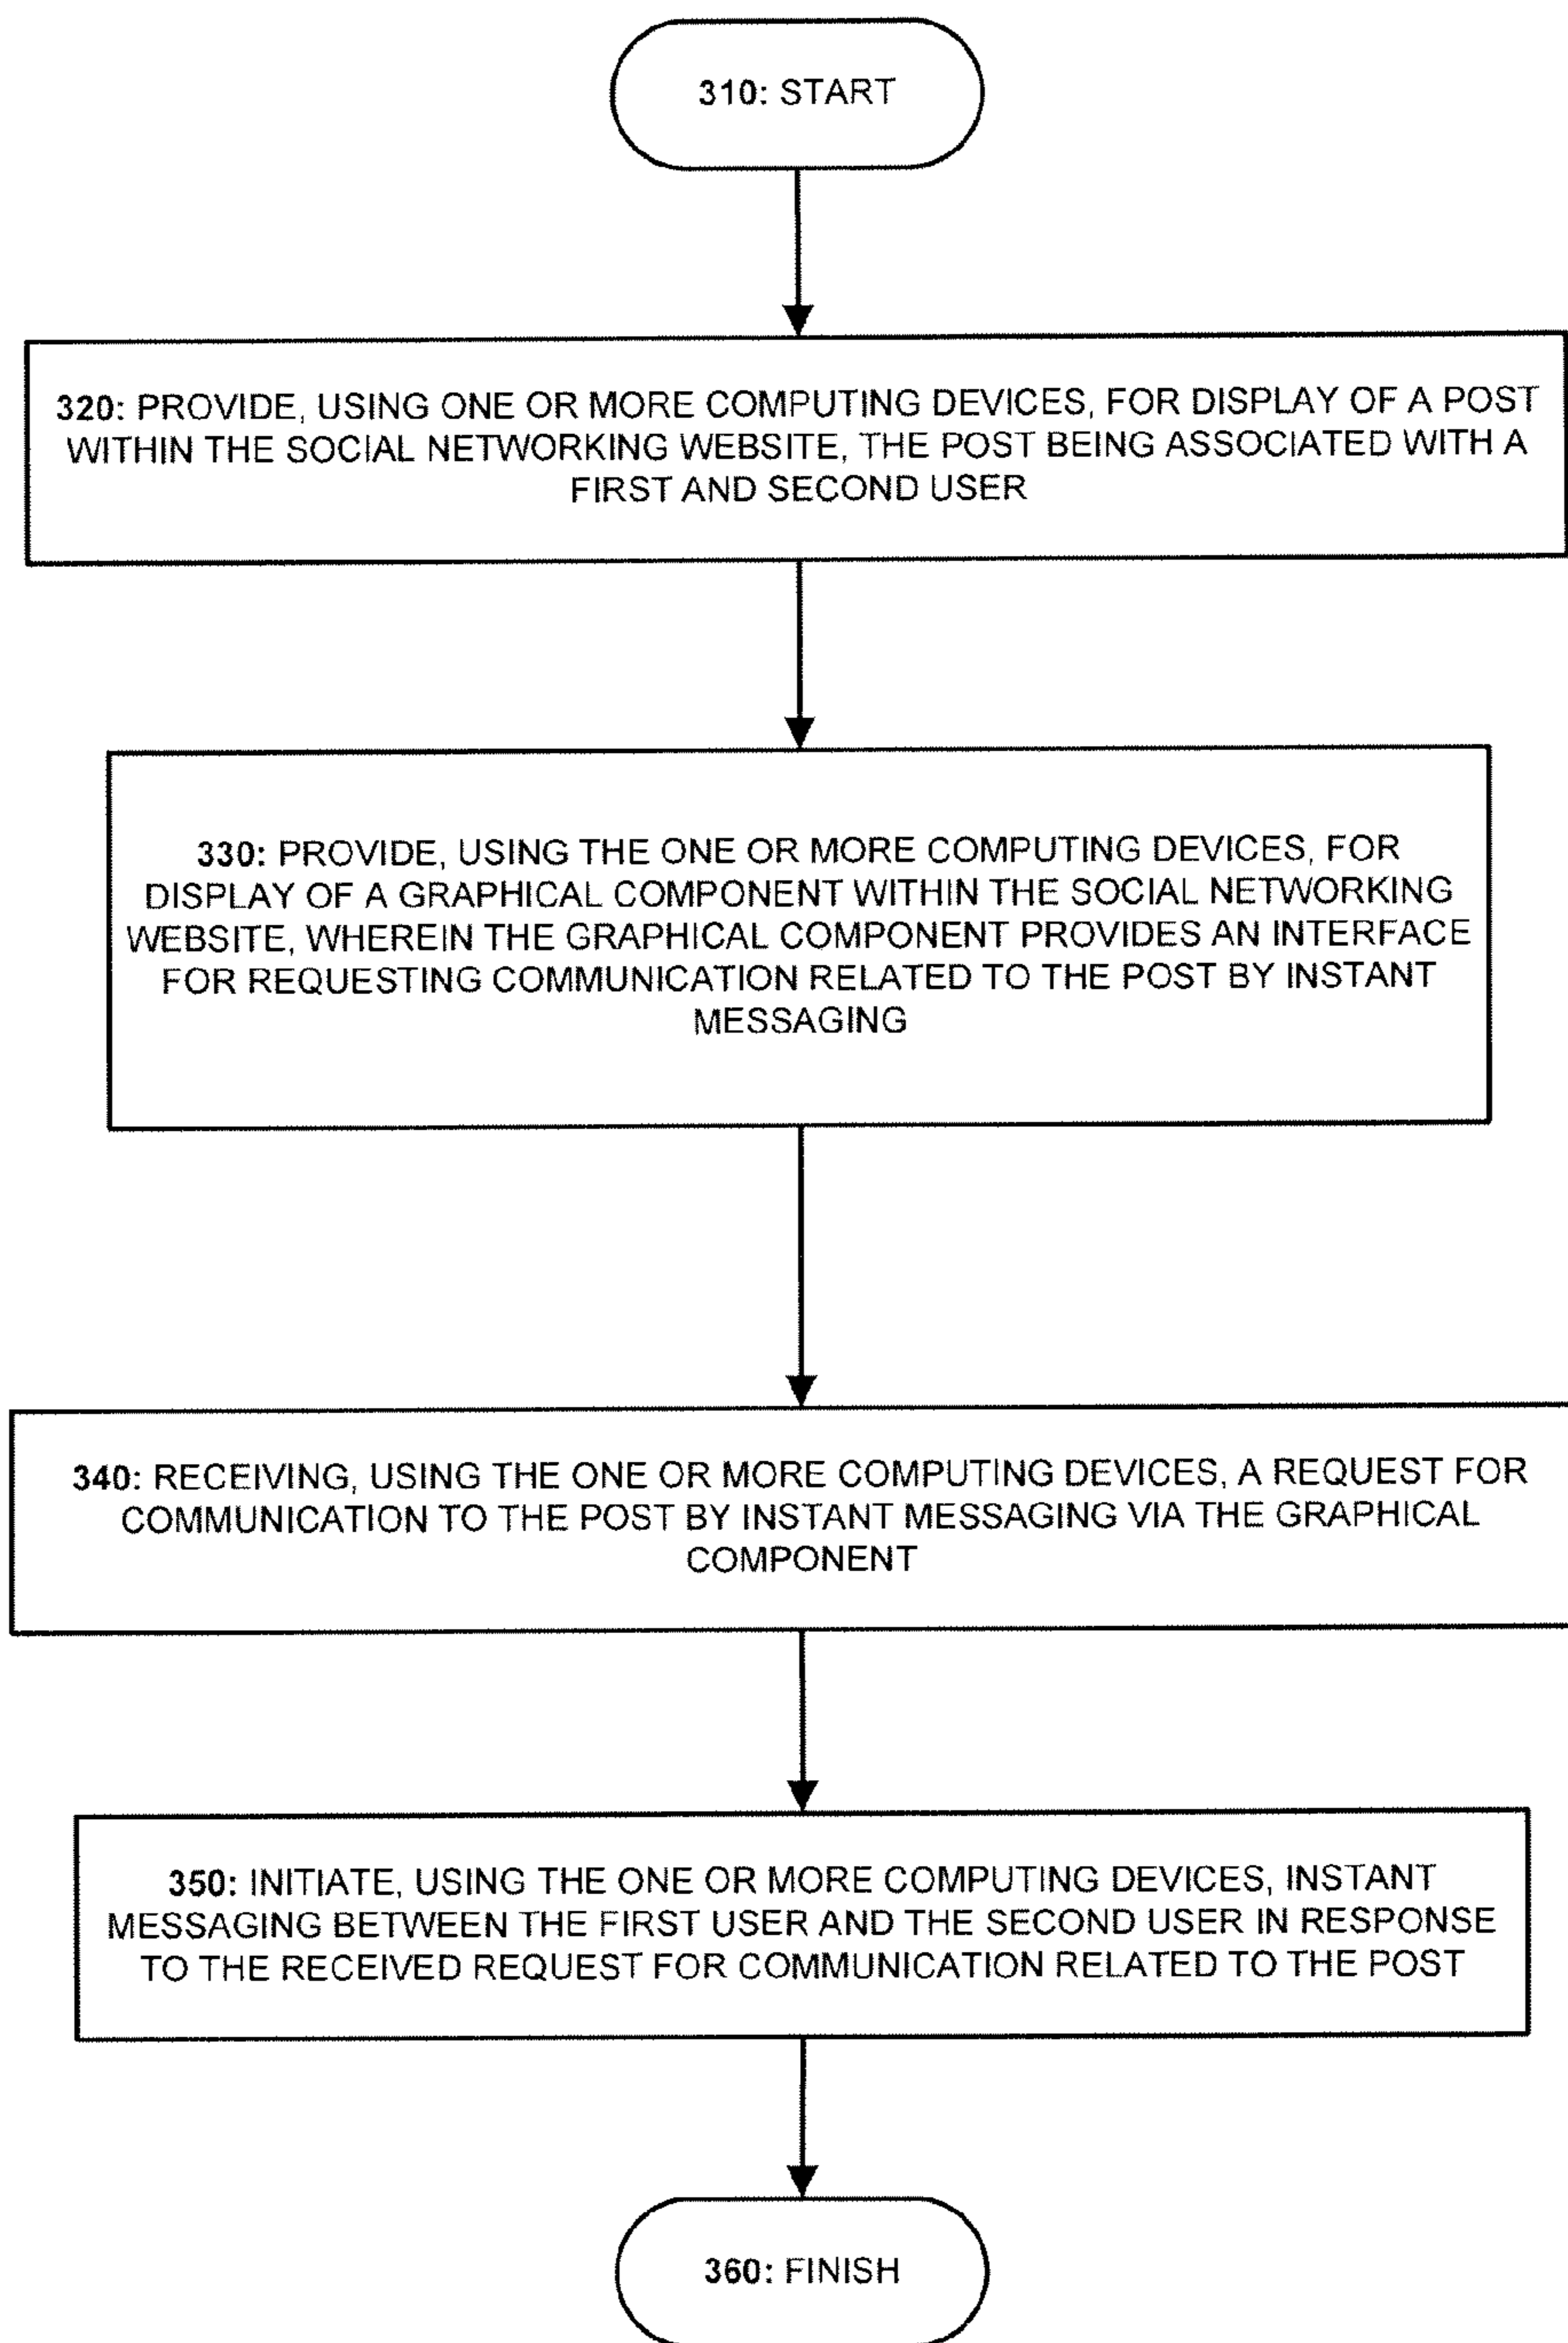 310: START
320: PROVIDE, USING ONE OR MORE COMPUTING DEVICES, FOR DISPLAY OF A POST
WITHIN THE SOCIAL NETWORKING WEBSITE, THE POST BEING ASSOCIATED WITH A
FIRST AND SECOND USER
330: PROVIDE, USING THE ONE OR MORE COMPUTING DEVICES, FOR
DISPLAY OF A GRAPHICAL COMPONENT WITHIN THE SOCIAL NETWORKING
WEBSITE, WHEREIN THE GRAPHICAL COMPONENT PROVIDES AN INTERFACE
FOR REQUESTING COMMUNICATION RELATED TO THE POST BY INSTANT
MESSAGING
340: RECEIVING, USING THE ONE OR MORE COMPUTING DEVICES, A REQUEST FOR
COMMUNICATION TO THE POST BY INSTANT MESSAGING VIA THE GRAPHICAL
COMPONENT
350: INITIATE, USING THE ONE OR MORE COMPUTING DEVICES, INSTANT
MESSAGING BETWEEN THE FIRST USER AND THE SECOND USER IN RESPONSE
TO THE RECEIVED REQUEST FOR COMMUNICATION RELATED TO THE POST
360: FINISH